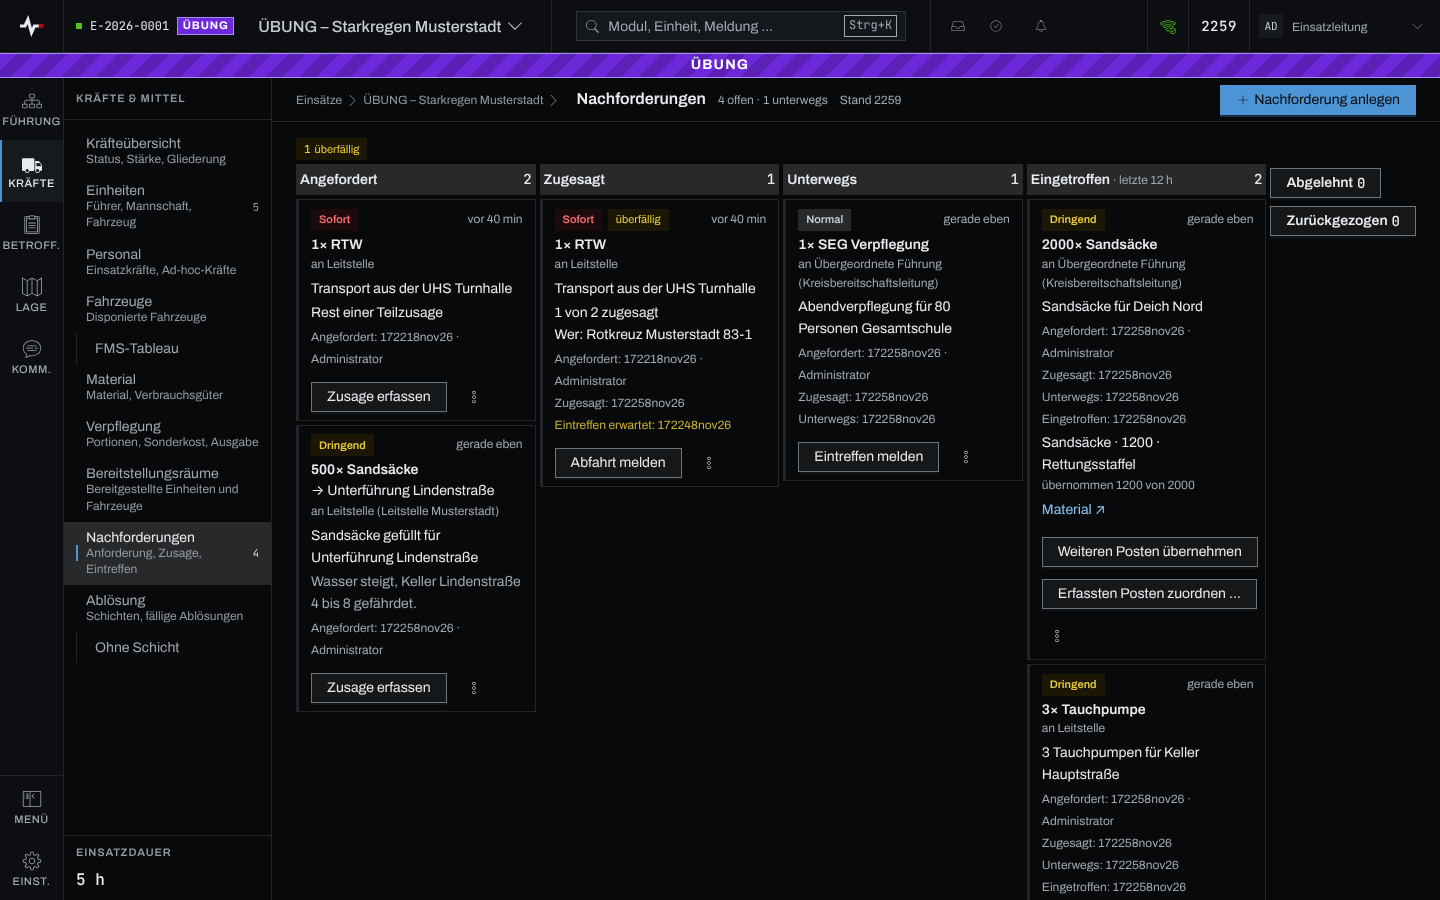 E-2026-0001 ÜBUNG ÜBUNG – Starkregen Musterstadt
Modul, Einheit, Meldung ... Strg+K
2259 AD Einsatzleitung
ÜBUNG
FÜHRUNG
KRÄFTE
BETROFF.
LAGE
KOMM.
MENÜ
EINST.
KRÄFTE & MITTEL
Kräfteübersicht
Status, Stärke, Gliederung
Einheiten
Führer, Mannschaft,
Fahrzeug
5
Personal
Einsatzkräfte, Ad-hoc-Kräfte
Fahrzeuge
Disponierte Fahrzeuge
FMS-Tableau
Material
Material, Verbrauchsgüter
Verpflegung
Portionen, Sonderkost, Ausgabe
Bereitstellungsräume
Bereitgestellte Einheiten und
Fahrzeuge
Nachforderungen
Anforderung, Zusage,
Eintreffen
4
Ablösung
Schichten, fällige Ablösungen
Ohne Schicht
EINSATZDAUER
5 h
Einsätze > ÜBUNG – Starkregen Musterstadt > Nachforderungen 4 offen · 1 unterwegs Stand 2259
+ Nachforderung anlegen
1 überfällig
Angefordert 2
Sofort vor 40 min
1× RTW
an Leitstelle
Transport aus der UHS Turnhalle
Rest einer Teilzusage
Angefordert: 172218nov26 ·
Administrator
Zusage erfassen
Dringend gerade eben
500× Sandsäcke
→ Unterführung Lindenstraße
an Leitstelle (Leitstelle Musterstadt)
Sandsäcke gefüllt für
Unterführung Lindenstraße
Wasser steigt, Keller Lindenstraße
4 bis 8 gefährdet.
Angefordert: 172258nov26 ·
Administrator
Zusage erfassen
Zugesagt 1
Sofort überfällig vor 40 min
1× RTW
an Leitstelle
Transport aus der UHS Turnhalle
1 von 2 zugesagt
Wer: Rotkreuz Musterstadt 83-1
Angefordert: 172218nov26 ·
Administrator
Zugesagt: 172258nov26
Eintreffen erwartet: 172248nov26
Abfahrt melden
Unterwegs 1
Normal gerade eben
1× SEG Verpflegung
an Übergeordnete Führung
(Kreisbereitschaftsleitung)
Abendverpflegung für 80
Personen Gesamtschule
Angefordert: 172258nov26 ·
Administrator
Zugesagt: 172258nov26
Unterwegs: 172258nov26
Eintreffen melden
Eingetroffen · letzte 12 h 2
Dringend gerade eben
2000× Sandsäcke
an Übergeordnete Führung
(Kreisbereitschaftsleitung)
Sandsäcke für Deich Nord
Angefordert: 172258nov26 ·
Administrator
Zugesagt: 172258nov26
Unterwegs: 172258nov26
Eingetroffen: 172258nov26
Sandsäcke · 1200 ·
Rettungsstaffel
übernommen 1200 von 2000
Material ↗
Weiteren Posten übernehmen
Erfassten Posten zuordnen ...
Dringend gerade eben
3× Tauchpumpe
an Leitstelle
3 Tauchpumpen für Keller
Hauptstraße
Angefordert: 172258nov26 ·
Administrator
Zugesagt: 172258nov26
Unterwegs: 172258nov26
Eingetroffen: 172258nov26
Abgelehnt 0
Zurückgezogen 0